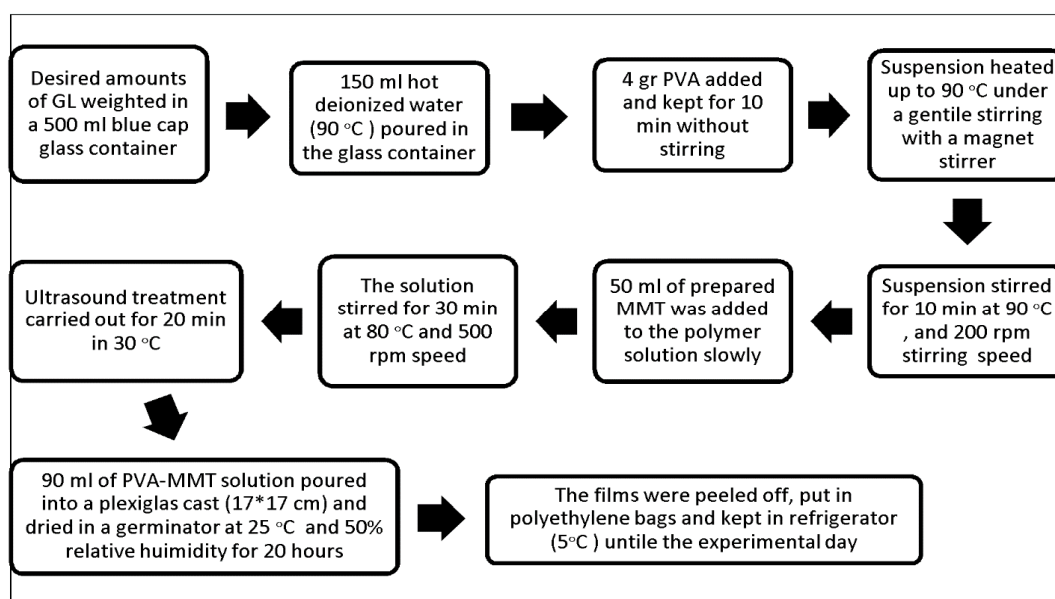 Desired amounts
of GL weighted in
a 500 ml blue cap
glass container
150 ml hot
deionized water
(90 °C ) poured in
the glass container
4 gr PVA added
and kept for 10
min without
stirring
Suspension heated
up to 90 °C under
a gentile stirring
with a magnet
stirrer
Suspension stirred
for 10 min at 90 °C
, and 200 rpm
stirring speed
50 ml of prepared
MMT was added
to the polymer
solution slowly
The solution
stirred for 30 min
at 80 °C and 500
rpm speed
Ultrasound treatment
carried out for 20 min
in 30 °C
90 ml of PVA-MMT solution poured
into a plexiglas cast (17*17 cm) and
dried in a germinator at 25 °C and 50%
relative huimidity for 20 hours
The films were peeled off, put in
polyethylene bags and kept in refrigerator
(5°C ) untile the experimental day